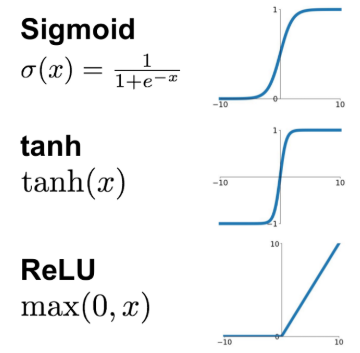 Sigmoid
σ(x) = 1/(1+e^{-x})
1
0
−10
10
tanh
tanh(x)
1
−10
10
−1
ReLU
max(0, x)
10
0
−10
10